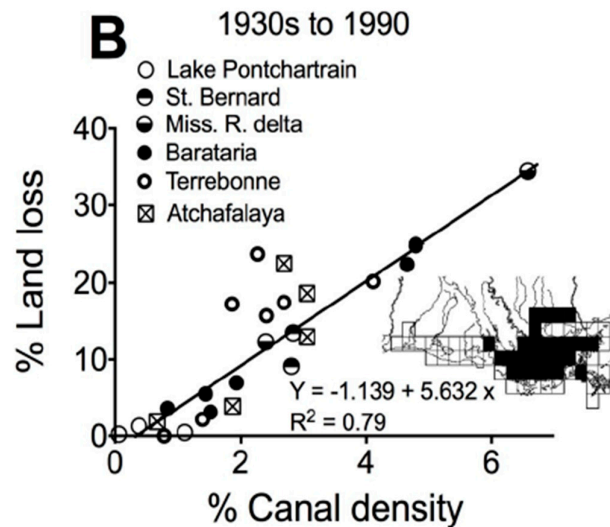 B
1930s to 1990
Lake Pontchartrain
St. Bernard
Miss. R. delta
Barataria
Terrebonne
Atchafalaya
% Land loss
40
30
20
10
0
Y = -1.139 + 5.632 x
R² = 0.79
0 2 4 6
% Canal density